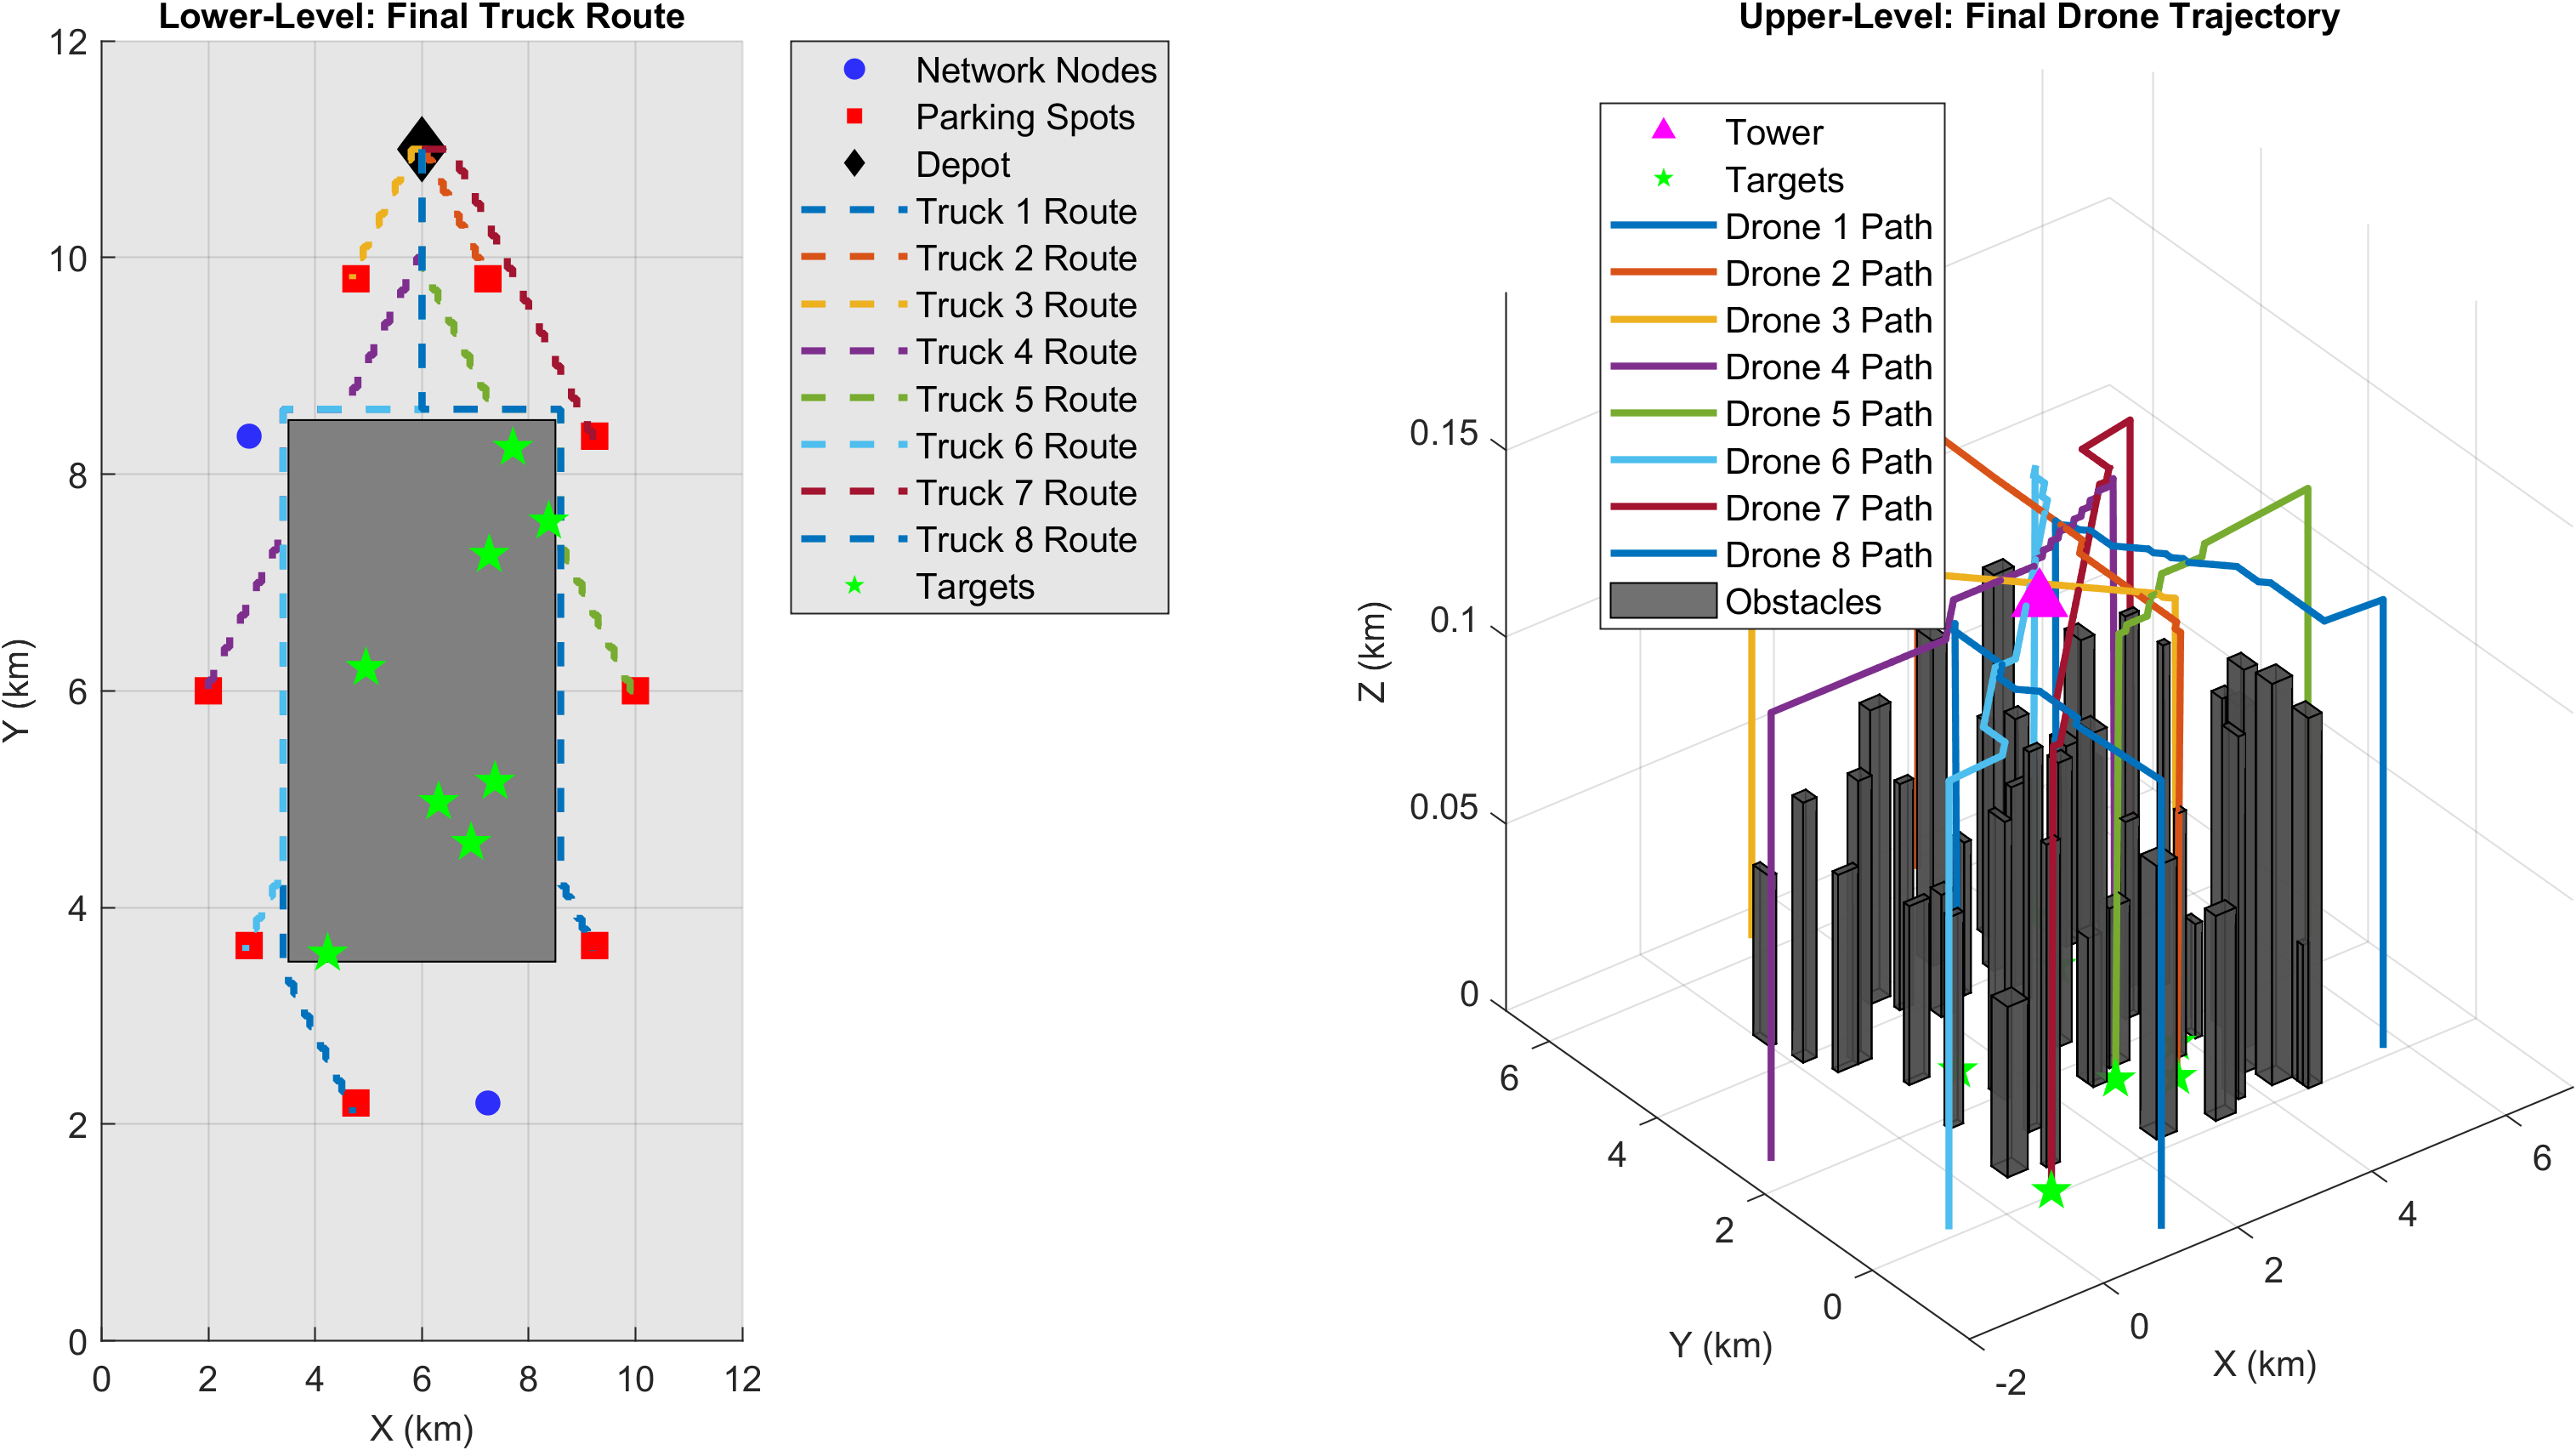 Lower-Level: Final Truck Route
12
10
8
6
4
2
0
0
2
4
6
8
10
12
X (km)
Y (km)
Network Nodes
Parking Spots
Depot
Truck 1 Route
Truck 2 Route
Truck 3 Route
Truck 4 Route
Truck 5 Route
Truck 6 Route
Truck 7 Route
Truck 8 Route
Targets
Upper-Level: Final Drone Trajectory
Tower
Targets
Drone 1 Path
Drone 2 Path
Drone 3 Path
Drone 4 Path
Drone 5 Path
Drone 6 Path
Drone 7 Path
Drone 8 Path
Obstacles
0.15
0.1
0.05
0
Z (km)
6
4
2
0
-2
Y (km)
0
2
4
6
X (km)